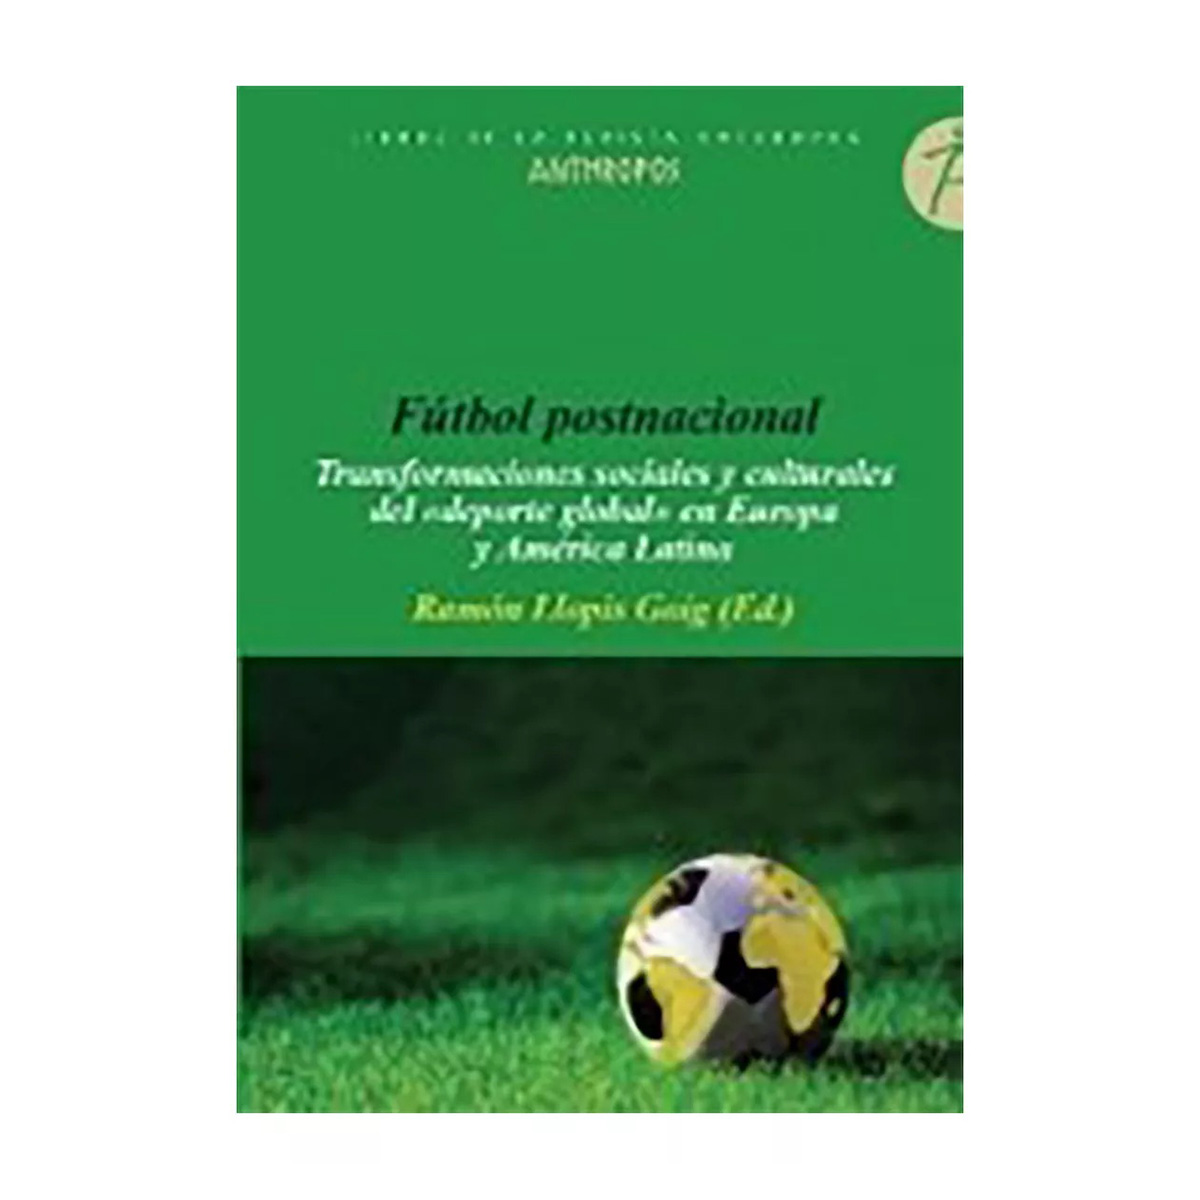 ANTHROPOS
Fútbol postnacional
Transformaciones sociales y culturales
del «deporte global» en Europa
y América Latina
Ramón Llopis Goig (Ed.)